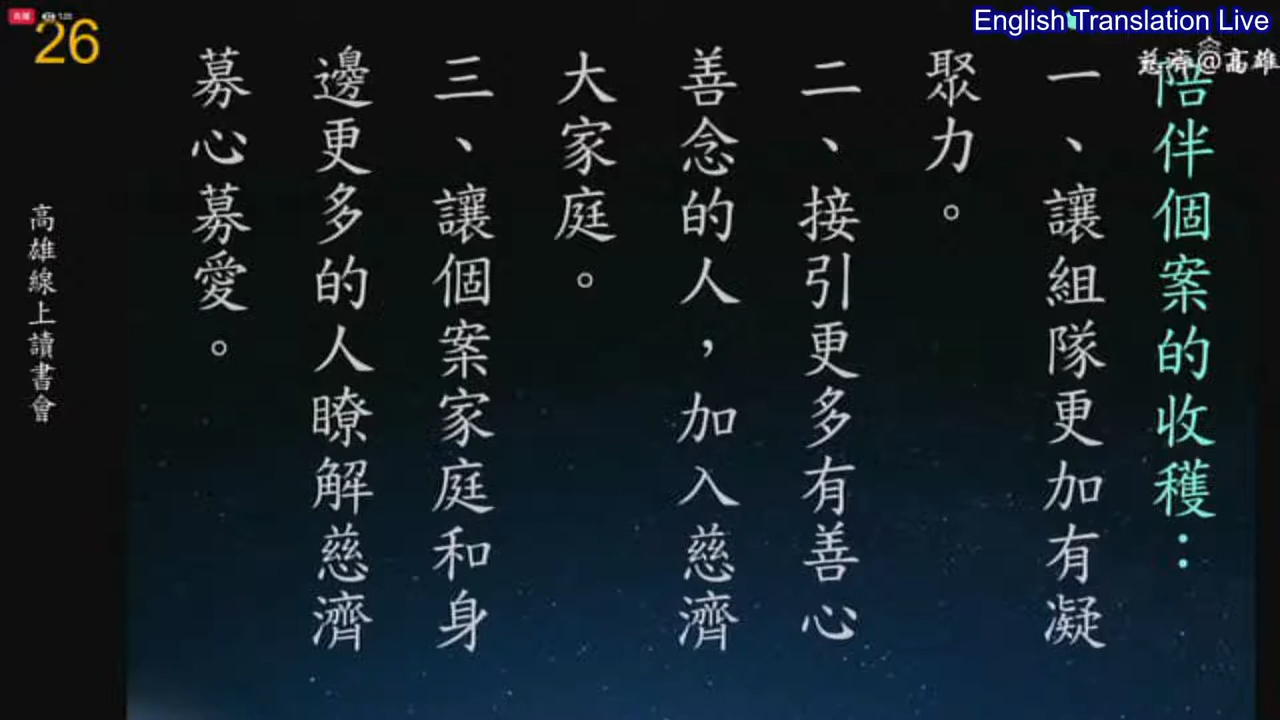 English Translation Live
慈濟@高雄
26
陪伴個案的收穫：
一、讓組隊更加有凝
聚力。
二、接引更多有善心
善念的人，加入慈濟
大家庭。
三、讓個案家庭和身
邊更多的人瞭解慈濟
募心募愛。
高雄線上讀書會